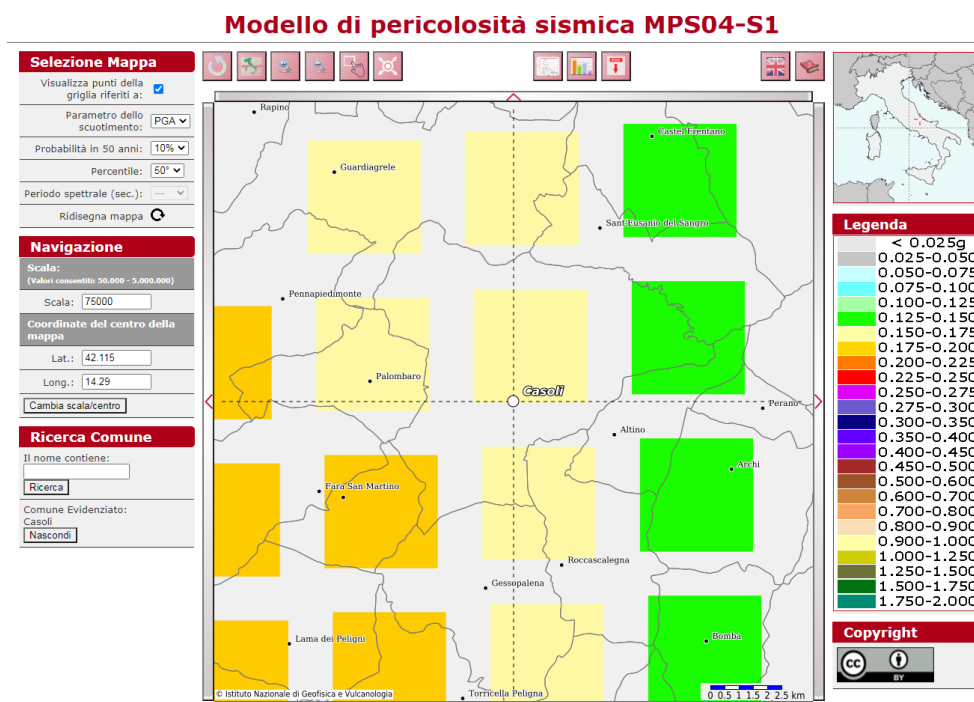 Modello di pericolosità sismica MPS04-S1
Selezione Mappa
Visualizza punti della
griglia riferiti a:
Parametro dello
scuotimento: PGA
Probabilità in 50 anni: 10%
Percentile: 50°
Periodo spettrale (sec.): ---
Ridisegna mappa
Navigazione
Scala:
(Valori consentiti: 50.000 - 5.000.000)
Scala: 75000
Coordinate del centro della
mappa
Lat.: 42.115
Long.: 14.29
Cambia scala/centro
Ricerca Comune
Il nome contiene:
Ricerca
Comune Evidenziato:
Casoli
Nascondi
Rapino
Castel Frentano
Guardiagrele
Sant'Eusanio del Sangro
Pennapiedimonte
Palombaro
Casoli
Perano
Altino
Archi
Fara San Martino
Roccascalegna
Gessopalena
Bomba
Lama dei Peligni
Torricella Peligna
© Istituto Nazionale di Geofisica e Vulcanologia
0 0.5 1 1.5 2 2.5 km
Legenda
< 0.025g
0.025-0.050
0.050-0.075
0.075-0.100
0.100-0.125
0.125-0.150
0.150-0.175
0.175-0.200
0.200-0.225
0.225-0.250
0.250-0.275
0.275-0.300
0.300-0.350
0.350-0.400
0.400-0.450
0.450-0.500
0.500-0.600
0.600-0.700
0.700-0.800
0.800-0.900
0.900-1.000
1.000-1.250
1.250-1.500
1.500-1.750
1.750-2.000
Copyright
cc
BY